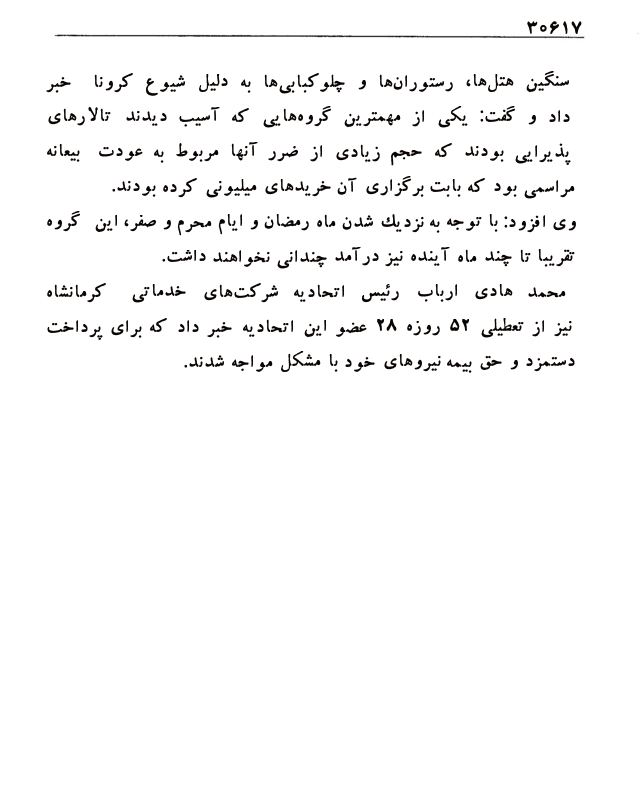 ۳۰۶۱۷
سنگین هتل‌ها، رستوران‌ها و چلوکبابی‌ها به دلیل شیوع کرونا خبر
داد و گفت: یکی از مهمترین گروه‌هایی که آسیب دیدند تالارهای
پذیرایی بودند که حجم زیادی از ضرر آنها مربوط به عودت بیعانه
مراسمی بود که بابت برگزاری آن خریدهای میلیونی کرده بودند.
وی افزود: با توجه به نزدیك شدن ماه رمضان و ایام محرم و صفر، این گروه
تقریبا تا چند ماه آینده نیز درآمد چندانی نخواهند داشت.
محمد هادی ارباب رئیس اتحادیه شرکت‌های خدماتی کرمانشاه
نیز از تعطیلی ۵۲ روزه ۲۸ عضو این اتحادیه خبر داد که برای پرداخت
دستمزد و حق بیمه نیروهای خود با مشکل مواجه شدند.